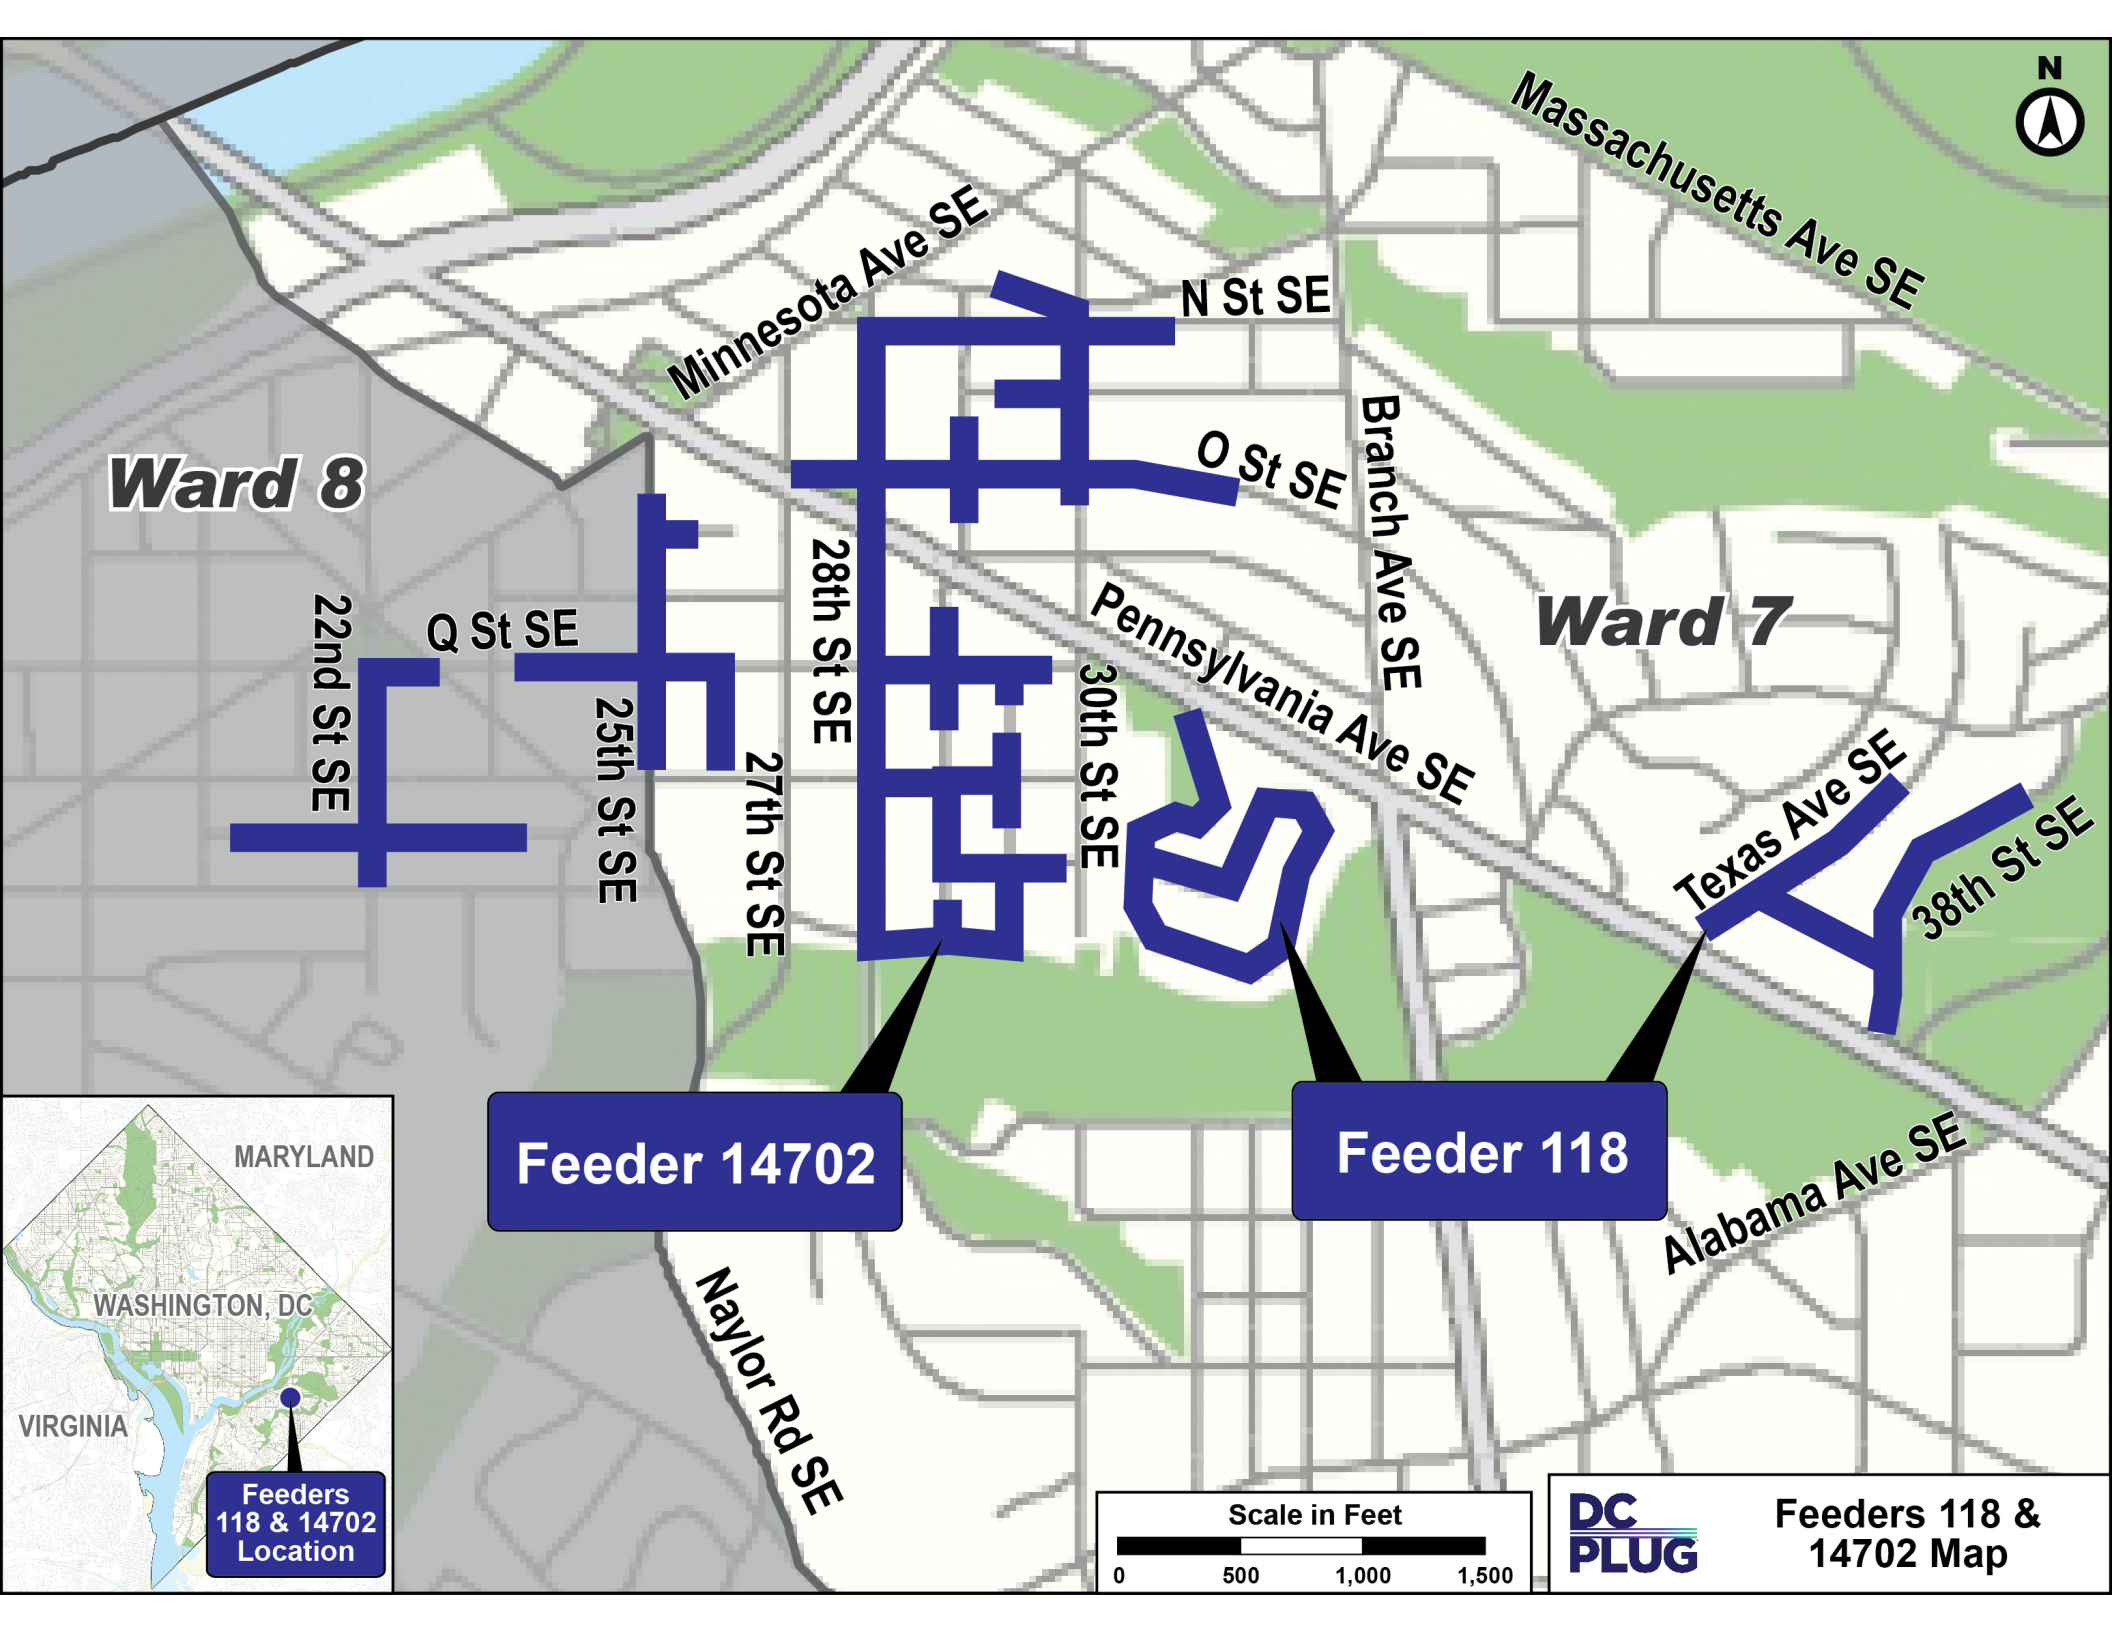 N
Massachusetts Ave SE
Minnesota Ave SE
N St SE
Ward 8
O St SE
Branch Ave SE
28th St SE
Pennsylvania Ave SE
Ward 7
22nd St SE
Q St SE
25th St SE
27th St SE
30th St SE
Texas Ave SE
38th St SE
Feeder 14702
Feeder 118
Alabama Ave SE
Naylor Rd SE
MARYLAND
WASHINGTON, DC
VIRGINIA
Feeders
118 & 14702
Location
Scale in Feet
0 500 1,000 1,500
DC
PLUG
Feeders 118 &
14702 Map